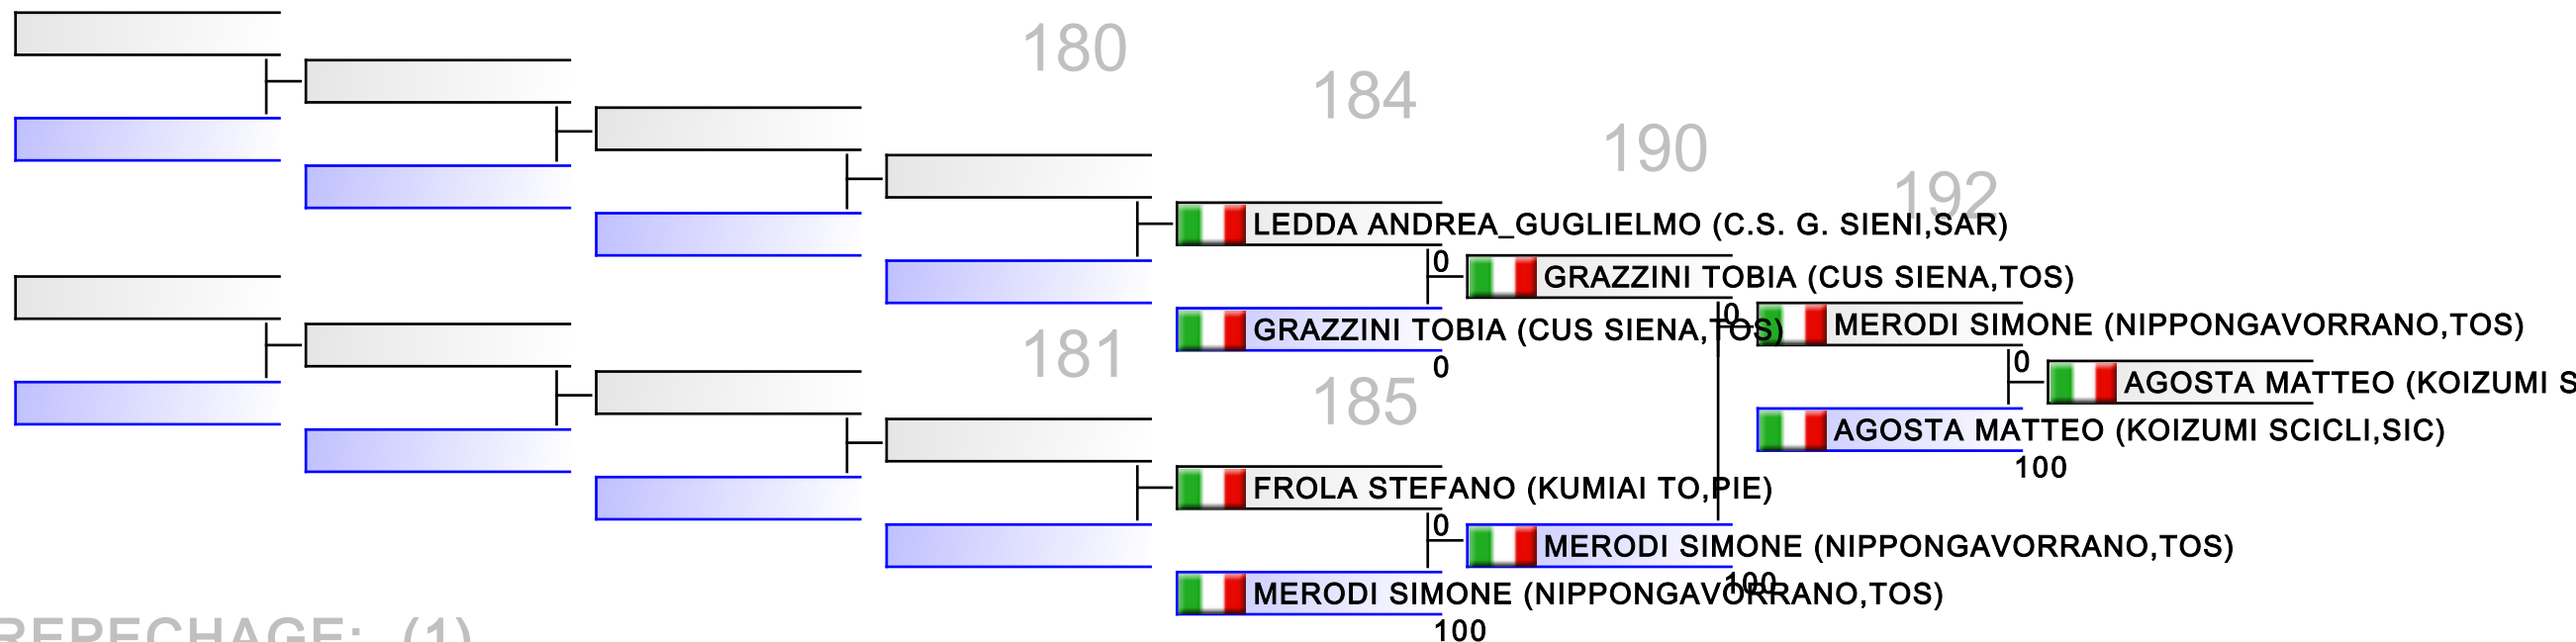 180
184
190
192
LEDDA ANDREA_GUGLIELMO (C.S. G. SIENI,SAR)
0
GRAZZINI TOBIA (CUS SIENA,TOS)
0
MERODI SIMONE (NIPPONGAVORRANO,TOS)
GRAZZINI TOBIA (CUS SIENA,TOS)
0
181
0
AGOSTA MATTEO (KOIZUMI S
185
AGOSTA MATTEO (KOIZUMI SCICLI,SIC)
100
FROLA STEFANO (KUMIAI TO,PIE)
0
MERODI SIMONE (NIPPONGAVORRANO,TOS)
100
MERODI SIMONE (NIPPONGAVORRANO,TOS)
100
REPECHAGE: (1)